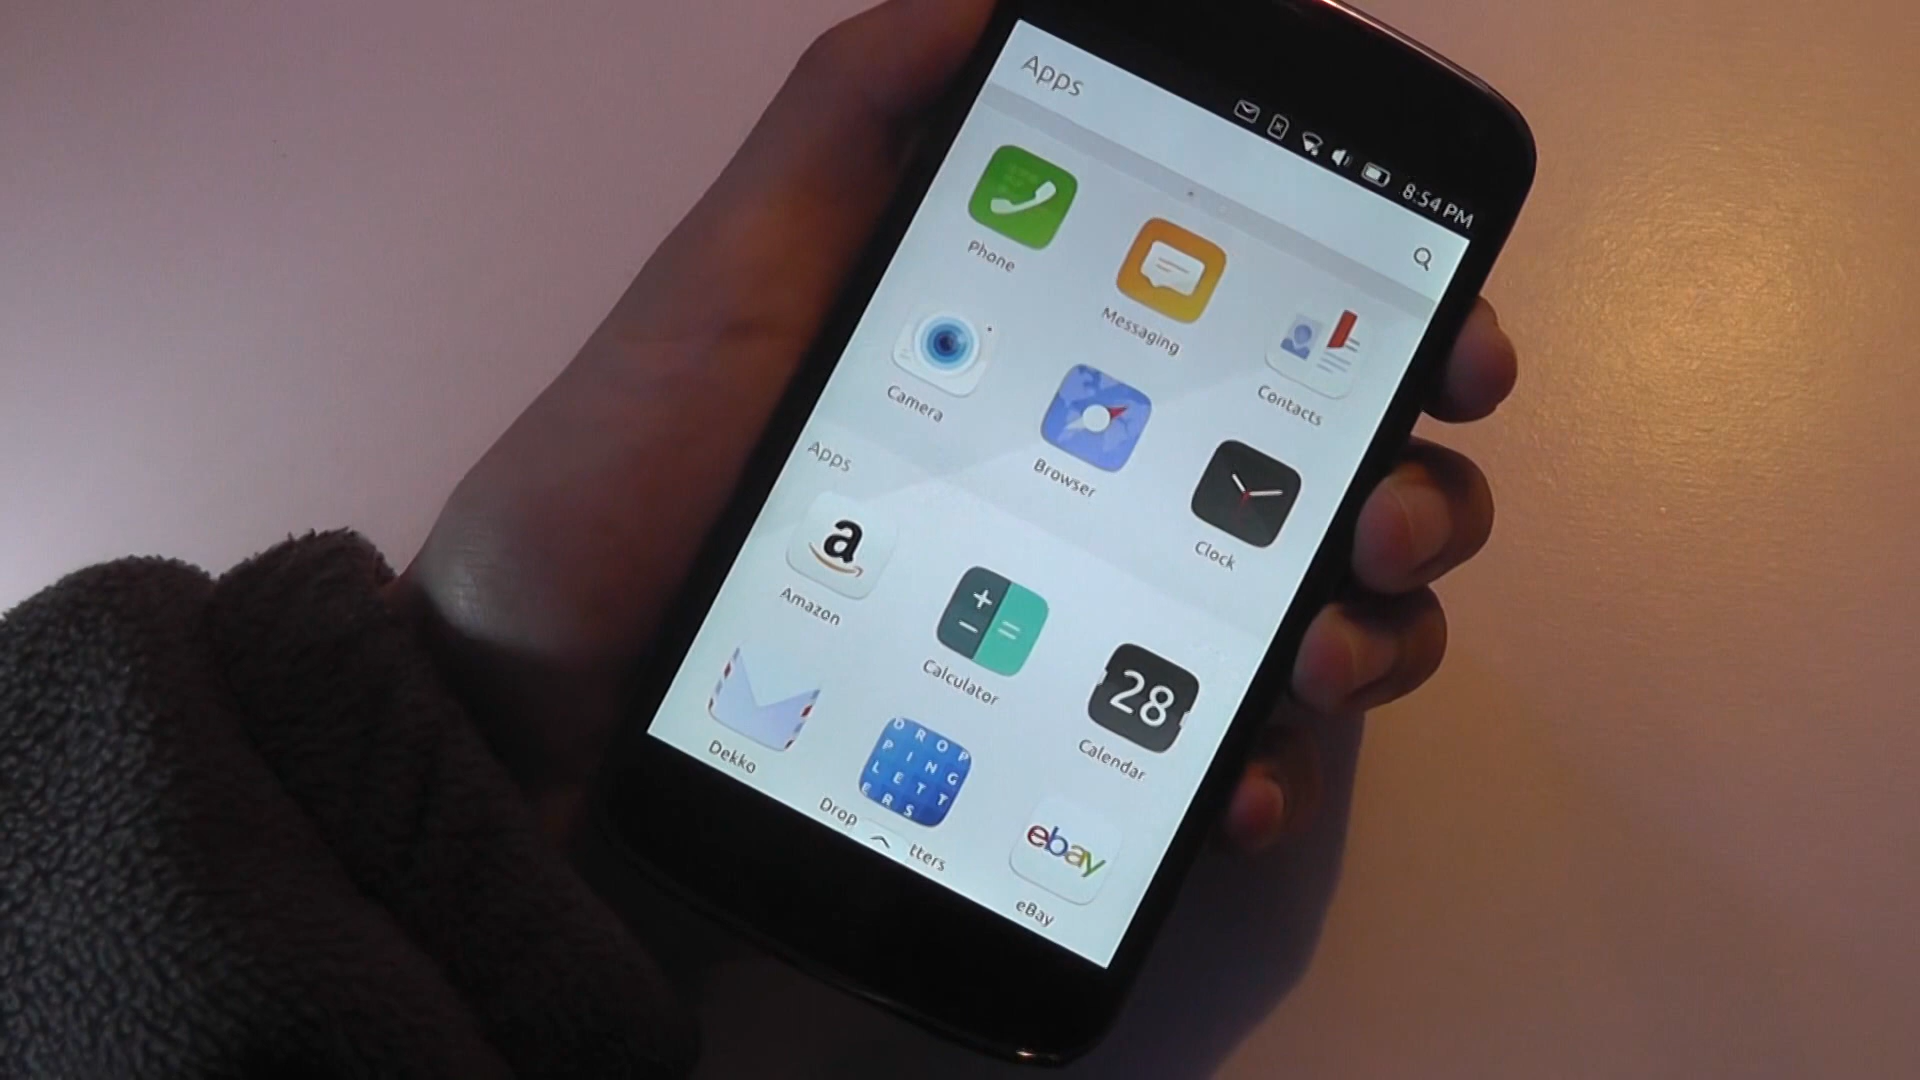 8:54 PM
Apps
Phone
Messaging
Contacts
Camera
Browser
Clock
Apps
a
Amazon
+
− =
Calculator
28
Calendar
Dekko
DROP
PING
LETT
ERS
Drop tters
ebay
eBay